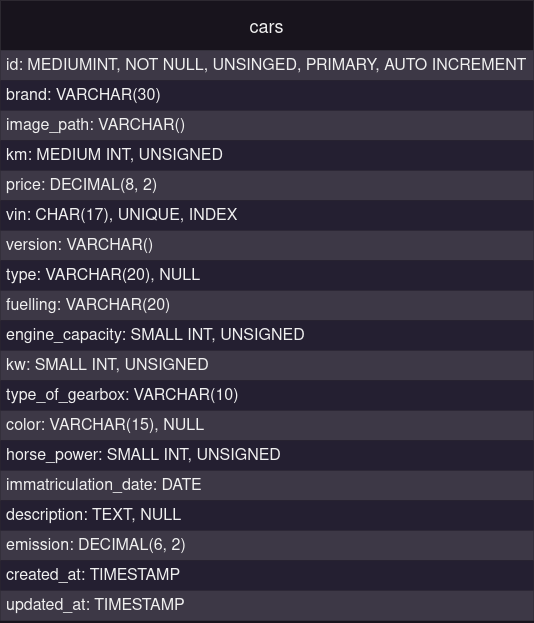 cars
id: MEDIUMINT, NOT NULL, UNSINGED, PRIMARY, AUTO INCREMENT
brand: VARCHAR(30)
image_path: VARCHAR()
km: MEDIUM INT, UNSIGNED
price: DECIMAL(8, 2)
vin: CHAR(17), UNIQUE, INDEX
version: VARCHAR()
type: VARCHAR(20), NULL
fuelling: VARCHAR(20)
engine_capacity: SMALL INT, UNSIGNED
kw: SMALL INT, UNSIGNED
type_of_gearbox: VARCHAR(10)
color: VARCHAR(15), NULL
horse_power: SMALL INT, UNSIGNED
immatriculation_date: DATE
description: TEXT, NULL
emission: DECIMAL(6, 2)
created_at: TIMESTAMP
updated_at: TIMESTAMP